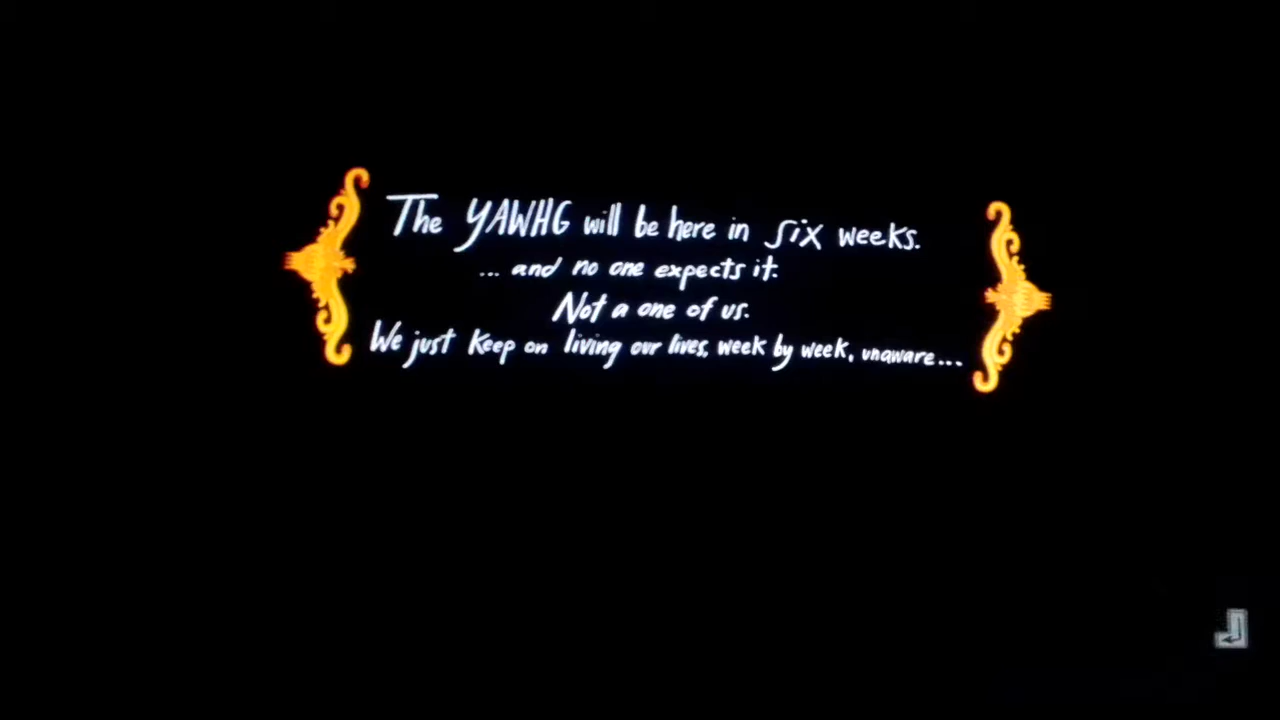 The YAWHG will be here in six weeks.
... and no one expects it.
Not a one of us.
We just keep on living our lives, week by week, unaware...